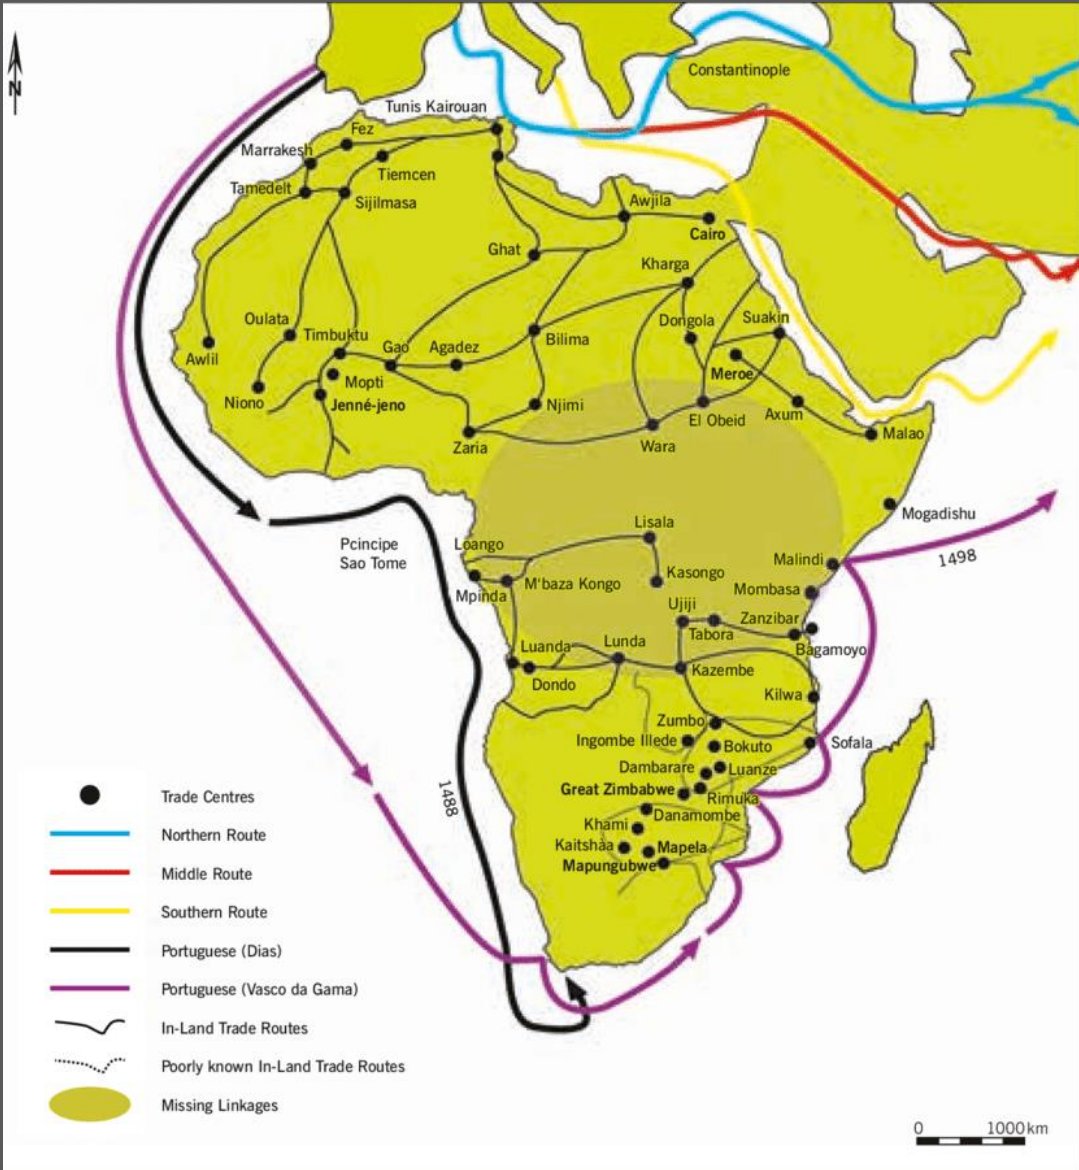 N
Constantinople
Tunis Kairouan
Fez
Marrakesh
Tiemcen
Tamedelt
Sijilmasa
Awjila
Cairo
Ghat
Kharga
Oulata
Timbuktu
Dongola
Suakin
Awlil
Gao
Agadez
Bilima
Meroe
Mopti
Niono
Jenné-jeno
Njimi
El Obeid
Axum
Zaria
Wara
Malao
Mogadishu
Lisala
Pcincipe
Sao Tome
Loango
Malindi
1498
Kasongo
M'baza Kongo
Mpinda
Mombasa
Ujiji
Zanzibar
Tabora
Luanda
Lunda
Bagamoyo
Kazembe
Dondo
Kilwa
Zumbo
Ingombe Illede
Bokuto
Sofala
Dambarare
Luanze
Great Zimbabwe
Rimuka
1488
Danamombe
Khami
Kaitshàa
Mapela
Mapungubwe
Trade Centres
Northern Route
Middle Route
Southern Route
Portuguese (Dias)
Portuguese (Vasco da Gama)
In-Land Trade Routes
Poorly known In-Land Trade Routes
Missing Linkages
0 1000km